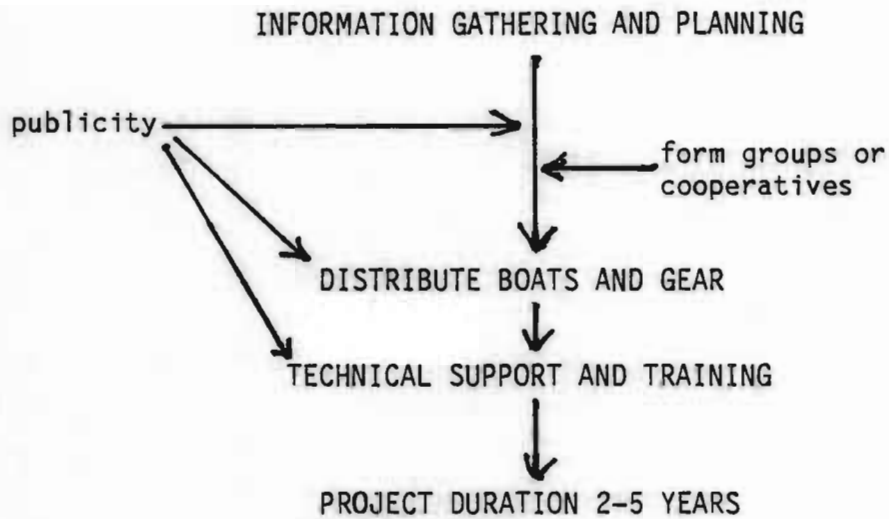 INFORMATION GATHERING AND PLANNING
publicity
form groups or
cooperatives
DISTRIBUTE BOATS AND GEAR
TECHNICAL SUPPORT AND TRAINING
PROJECT DURATION 2-5 YEARS